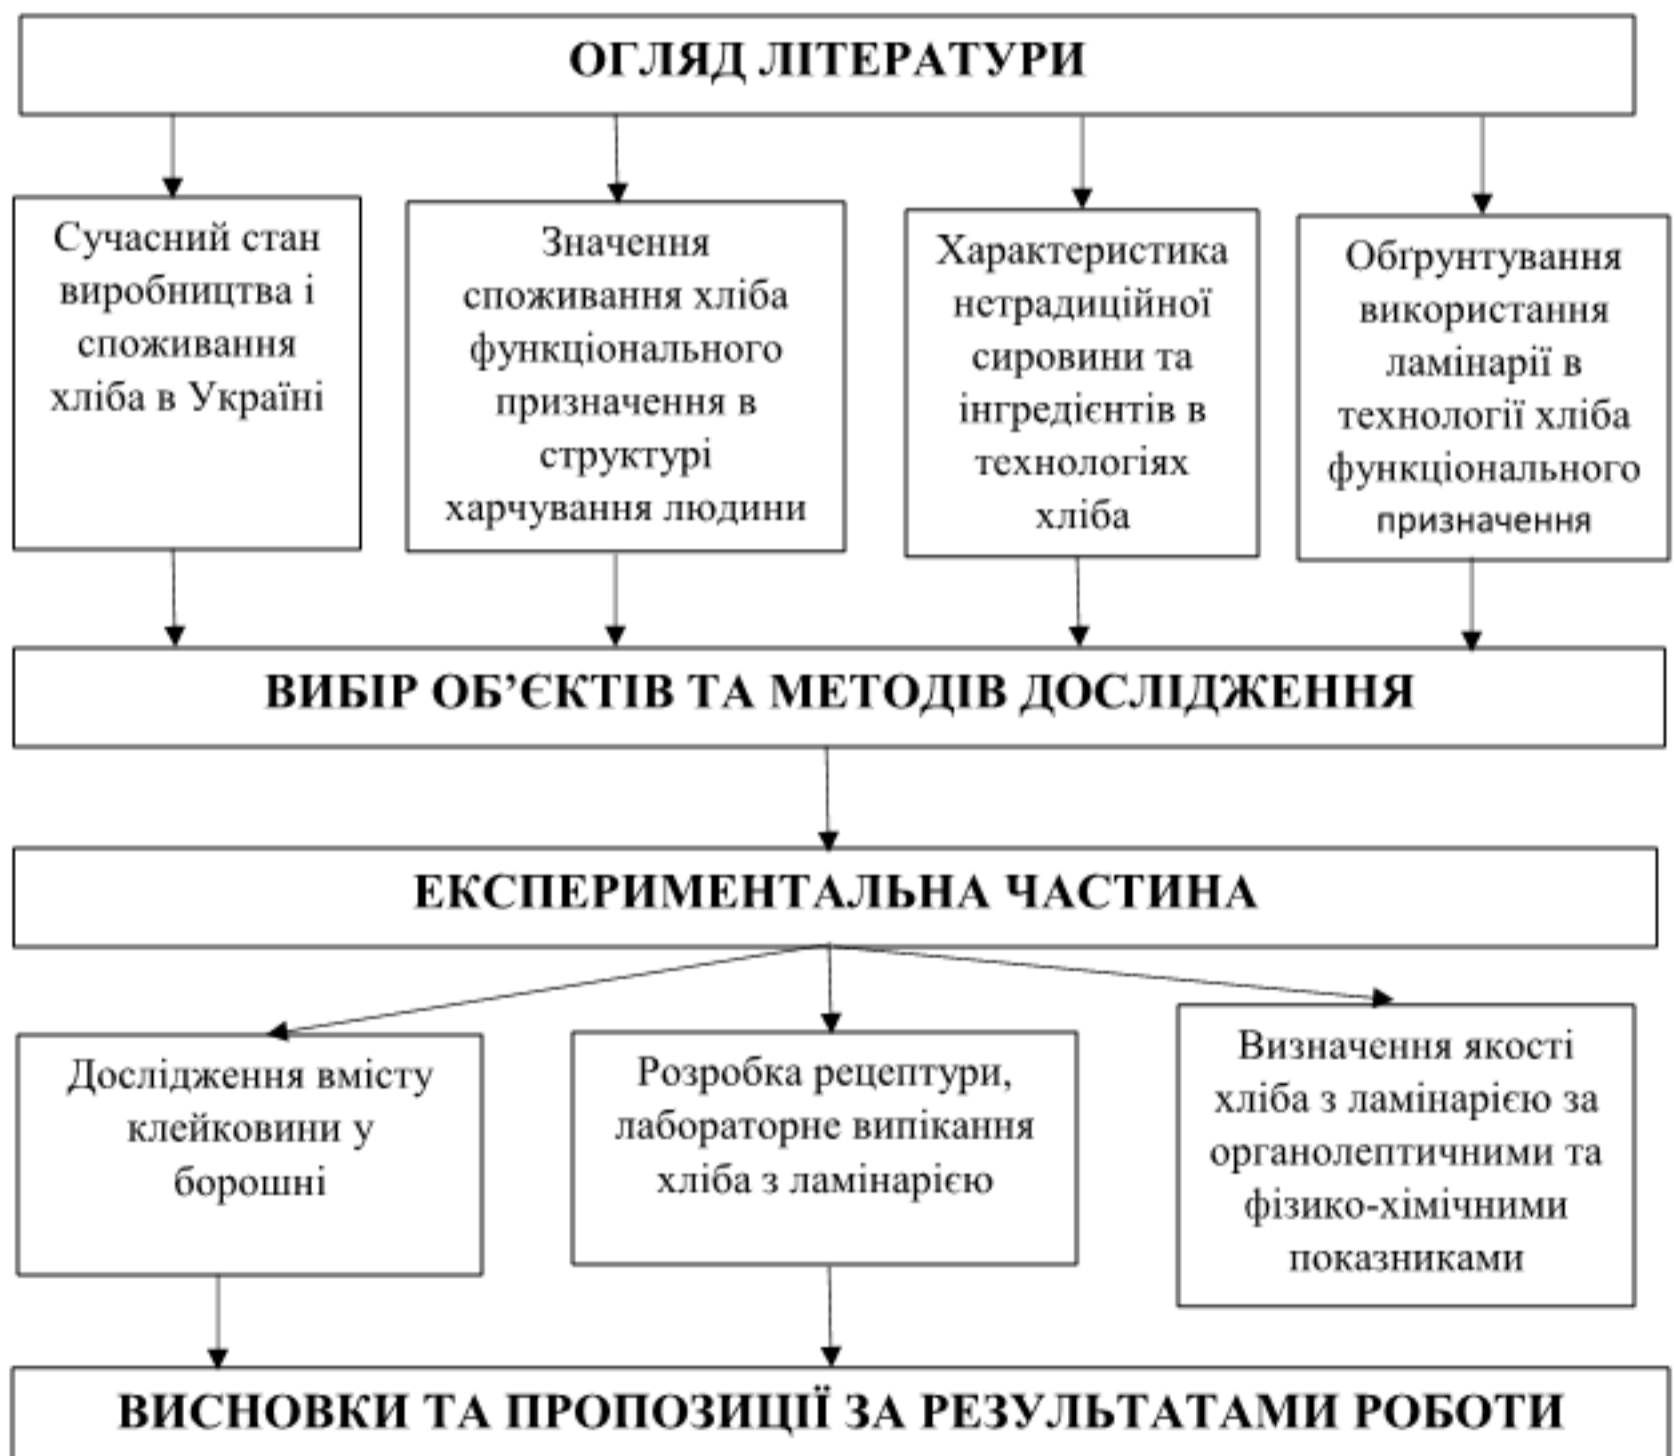 ОГЛЯД ЛІТЕРАТУРИ
Сучасний стан
виробництва і
споживання
хліба в Україні
Значення
споживання хліба
функціонального
призначення в
структурі
харчування людини
Характеристика
нетрадиційної
сировини та
інгредієнтів в
технологіях
хліба
Обґрунтування
використання
ламінарії в
технології хліба
функціонального
призначення
ВИБІР ОБ’ЄКТІВ ТА МЕТОДІВ ДОСЛІДЖЕННЯ
ЕКСПЕРИМЕНТАЛЬНА ЧАСТИНА
Дослідження вмісту
клейковини у
борошні
Розробка рецептури,
лабораторне випікання
хліба з ламінарією
Визначення якості
хліба з ламінарією за
органолептичними та
фізико-хімічними
показниками
ВИСНОВКИ ТА ПРОПОЗИЦІЇ ЗА РЕЗУЛЬТАТАМИ РОБОТИ